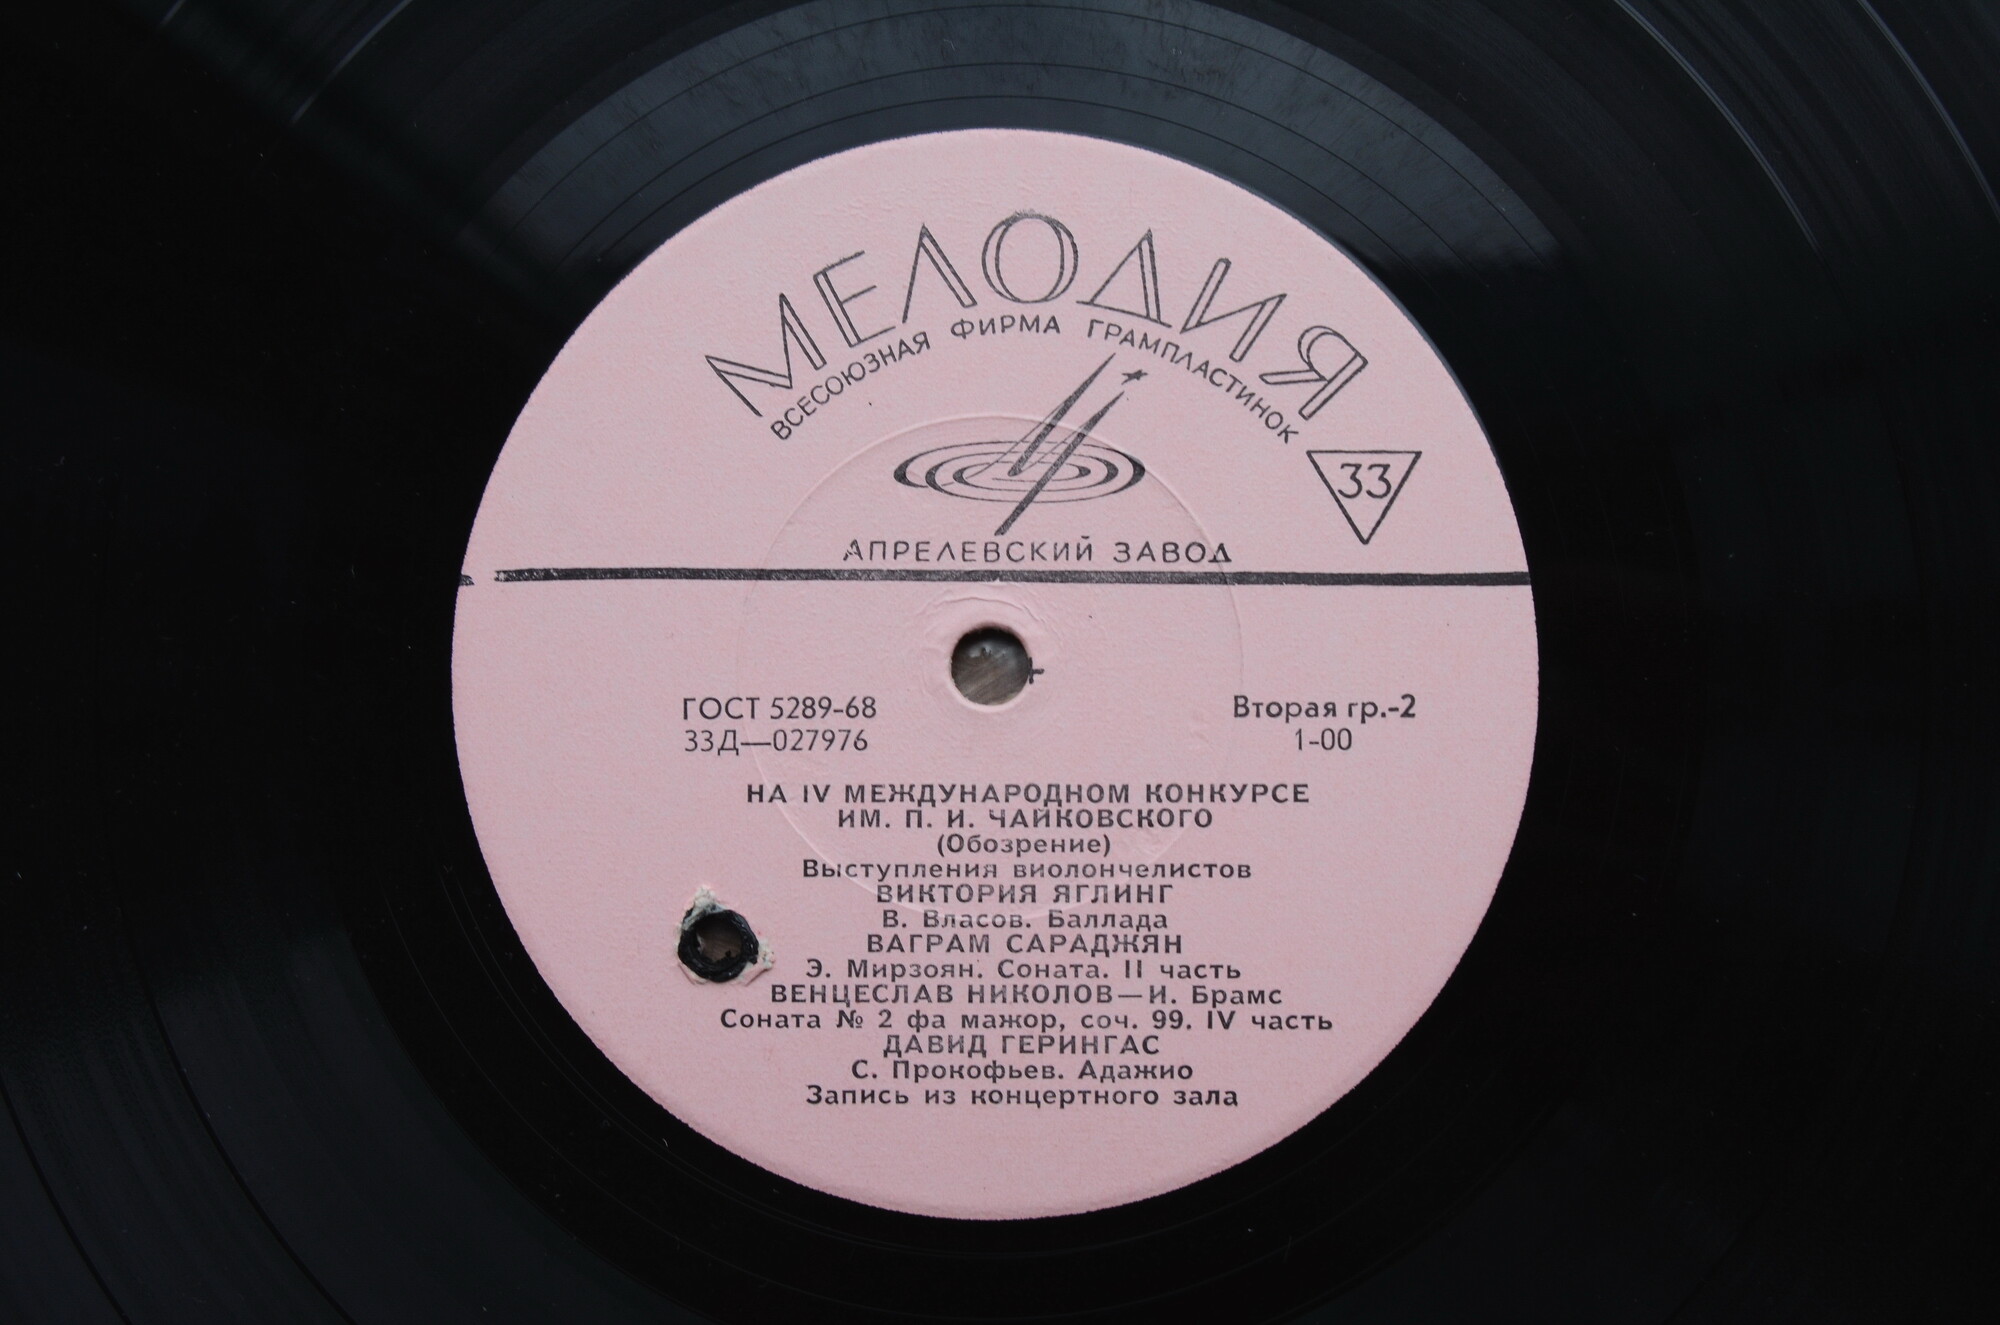 МЕЛОДИЯ
ВСЕСОЮЗНАЯ ФИРМА ГРАМПЛАСТИНОК
33
АПРЕЛЕВСКИЙ ЗАВОД
ГОСТ 5289-68
33Д—027976
Вторая гр.-2
1-00
НА IV МЕЖДУНАРОДНОМ КОНКУРСЕ
ИМ. П. И. ЧАЙКОВСКОГО
(Обозрение)
Выступления виолончелистов
ВИКТОРИЯ ЯГЛИНГ
В. Власов. Баллада
ВАГРАМ САРАДЖЯН
Э. Мирзоян. Соната. II часть
ВЕНЦЕСЛАВ НИКОЛОВ—И. Брамс
Соната № 2 фа мажор, соч. 99. IV часть
ДАВИД ГЕРИНГАС
С. Прокофьев. Адажио
Запись из концертного зала